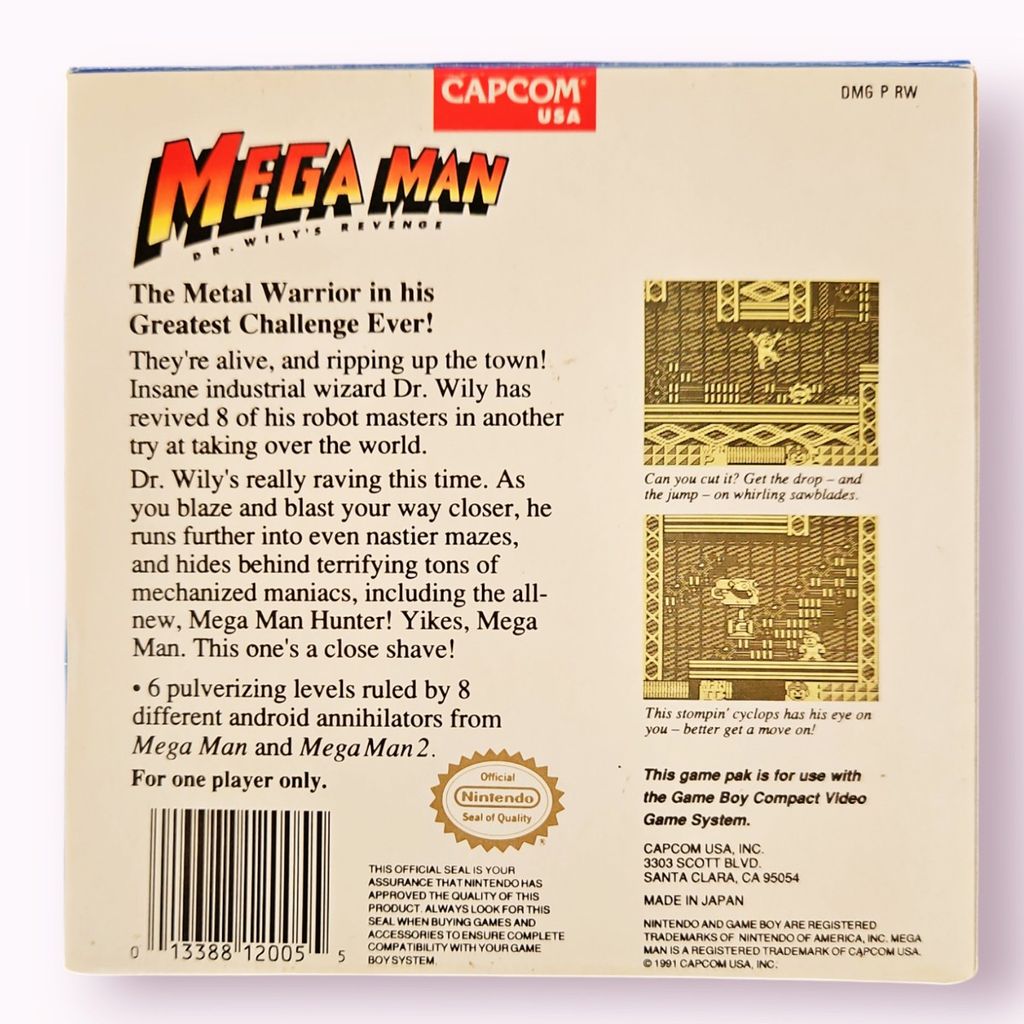 CAPCOM®
USA
DMG P RW
MEGA MAN
DR. WILY'S REVENGE
The Metal Warrior in his
Greatest Challenge Ever!
They're alive, and ripping up the town!
Insane industrial wizard Dr. Wily has
revived 8 of his robot masters in another
try at taking over the world.
Dr. Wily's really raving this time. As
you blaze and blast your way closer, he
runs further into even nastier mazes,
and hides behind terrifying tons of
mechanized maniacs, including the all-
new, Mega Man Hunter! Yikes, Mega
Man. This one's a close shave!
• 6 pulverizing levels ruled by 8
different android annihilators from
Mega Man and Mega Man 2.
For one player only.
0 13388 12005 5
Official
Nintendo
Seal of Quality
®
THIS OFFICIAL SEAL IS YOUR
ASSURANCE THAT NINTENDO HAS
APPROVED THE QUALITY OF THIS
PRODUCT. ALWAYS LOOK FOR THIS
SEAL WHEN BUYING GAMES AND
ACCESSORIES TO ENSURE COMPLETE
COMPATIBILITY WITH YOUR GAME
BOY SYSTEM.
Can you cut it? Get the drop – and
the jump – on whirling sawblades.
This stompin' cyclops has his eye on
you – better get a move on!
This game pak is for use with
the Game Boy Compact Video
Game System.
CAPCOM USA, INC.
3303 SCOTT BLVD.
SANTA CLARA, CA 95054
MADE IN JAPAN
NINTENDO AND GAME BOY ARE REGISTERED
TRADEMARKS OF NINTENDO OF AMERICA, INC. MEGA
MAN IS A REGISTERED TRADEMARK OF CAPCOM USA.
© 1991 CAPCOM USA, INC.